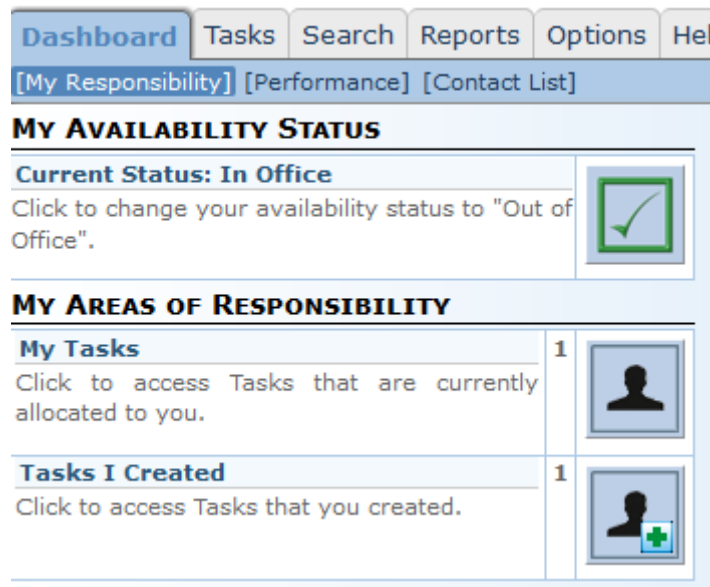 Dashboard Tasks Search Reports Options Hel
[My Responsibility] [Performance] [Contact List]
My Availability Status
Current Status: In Office
Click to change your availability status to "Out of
Office".
My Areas of Responsibility
My Tasks 1
Click to access Tasks that are currently
allocated to you.
Tasks I Created 1
Click to access Tasks that you created.